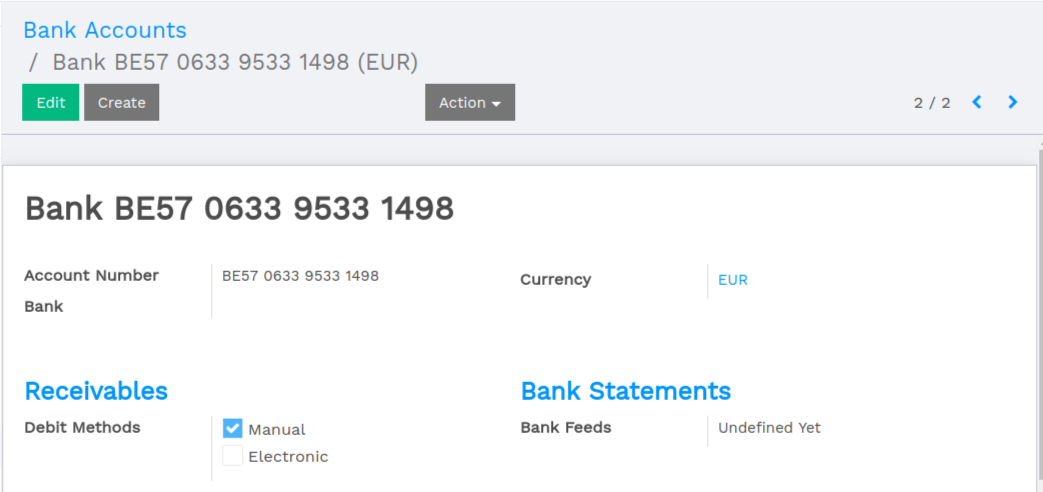 Bank Accounts
/ Bank BE57 0633 9533 1498 (EUR)
Edit Create Action 2 / 2
Bank BE57 0633 9533 1498
Account Number BE57 0633 9533 1498 Currency EUR
Bank
Receivables Bank Statements
Debit Methods Manual Bank Feeds Undefined Yet
Electronic